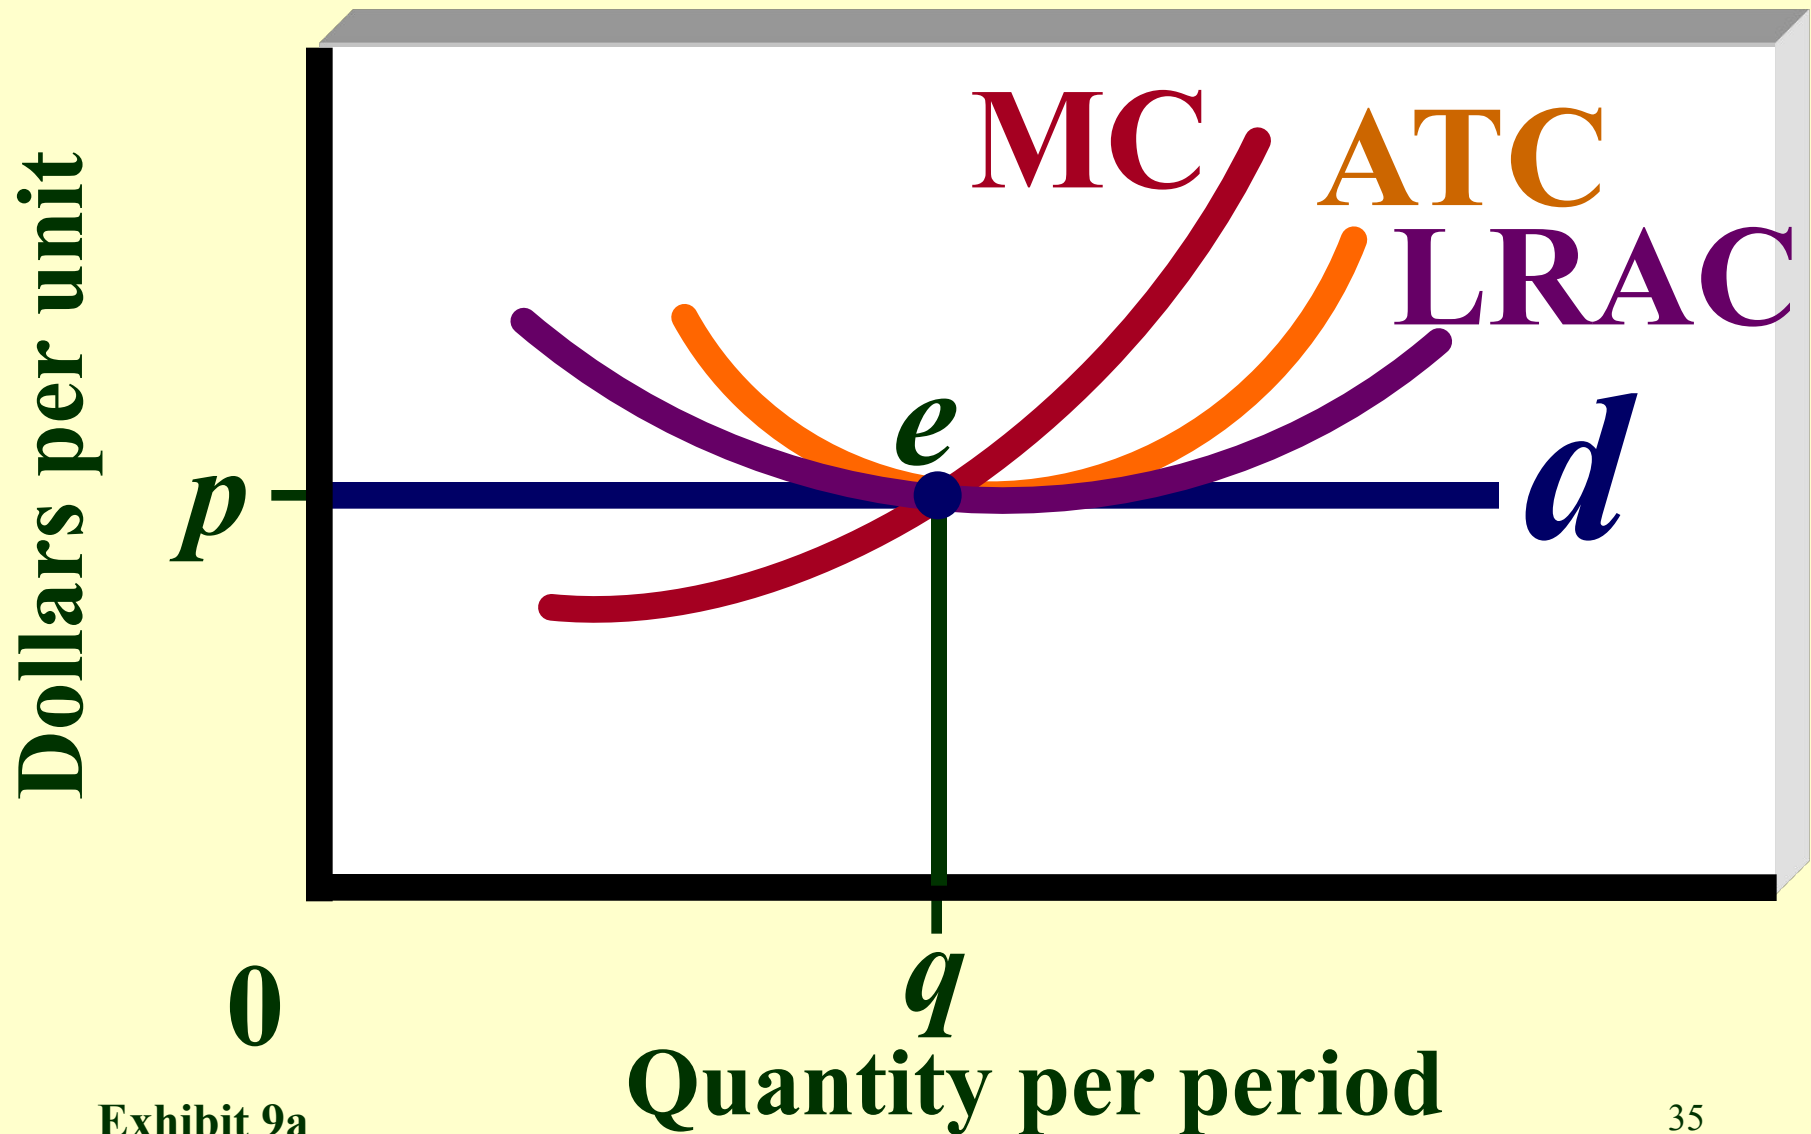 MC
ATC
LRAC
Dollars per unit
e
d
p
q
0
Quantity per period
Exhibit 9a
35